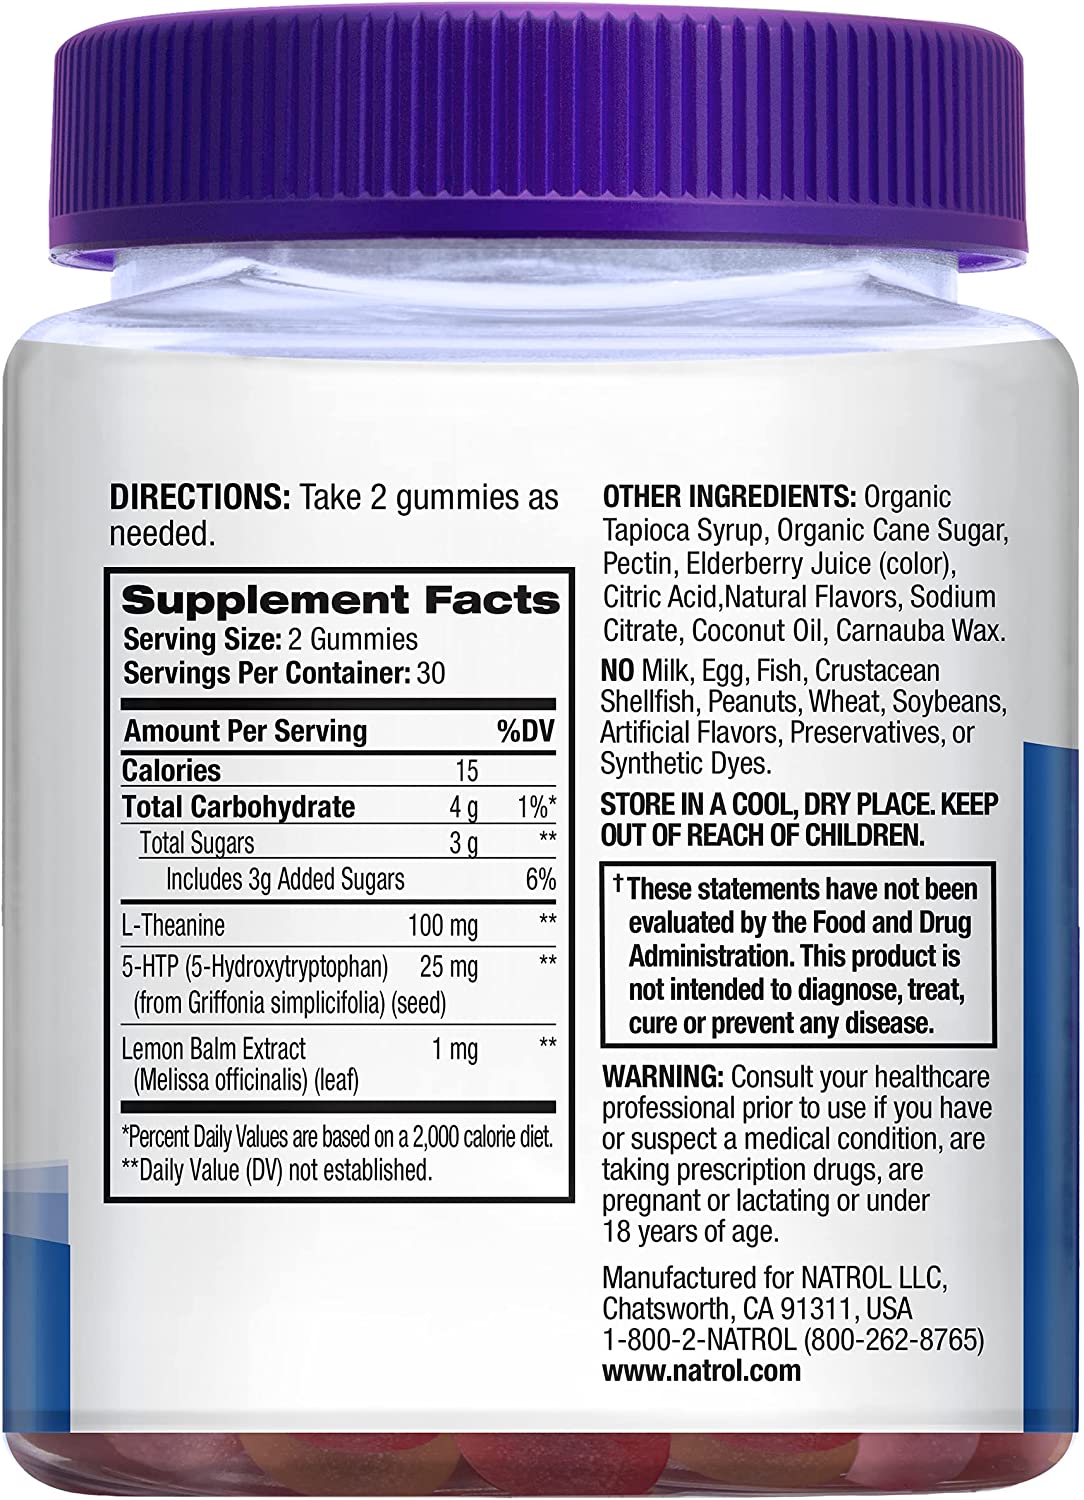 DIRECTIONS: Take 2 gummies as
needed.
Supplement Facts
Serving Size: 2 Gummies
Servings Per Container: 30
Amount Per Serving %DV
Calories 15
Total Carbohydrate 4 g 1%*
Total Sugars 3 g **
Includes 3g Added Sugars 6%
L-Theanine 100 mg **
5-HTP (5-Hydroxytryptophan) 25 mg **
(from Griffonia simplicifolia) (seed)
Lemon Balm Extract 1 mg **
(Melissa officinalis) (leaf)
*Percent Daily Values are based on a 2,000 calorie diet.
**Daily Value (DV) not established.
OTHER INGREDIENTS: Organic
Tapioca Syrup, Organic Cane Sugar,
Pectin, Elderberry Juice (color),
Citric Acid,Natural Flavors, Sodium
Citrate, Coconut Oil, Carnauba Wax.
NO Milk, Egg, Fish, Crustacean
Shellfish, Peanuts, Wheat, Soybeans,
Artificial Flavors, Preservatives, or
Synthetic Dyes.
STORE IN A COOL, DRY PLACE. KEEP
OUT OF REACH OF CHILDREN.
†These statements have not been
evaluated by the Food and Drug
Administration. This product is
not intended to diagnose, treat,
cure or prevent any disease.
WARNING: Consult your healthcare
professional prior to use if you have
or suspect a medical condition, are
taking prescription drugs, are
pregnant or lactating or under
18 years of age.
Manufactured for NATROL LLC,
Chatsworth, CA 91311, USA
1-800-2-NATROL (800-262-8765)
www.natrol.com